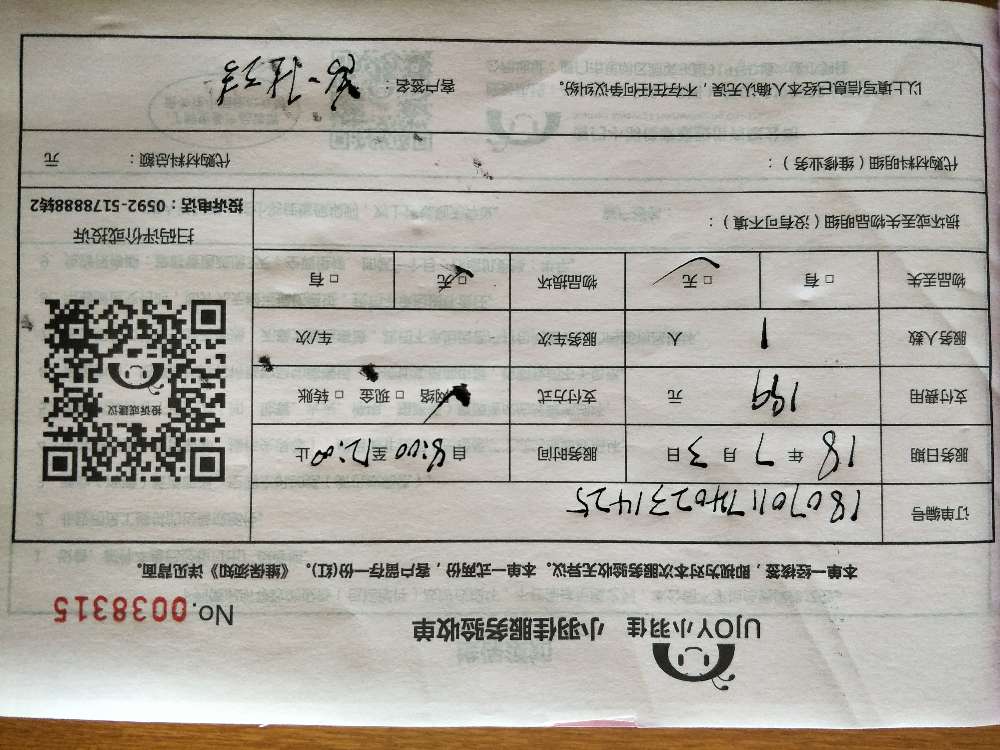 UJOY小羽佳 小羽佳服务验收单 No.0038315
本单一经接签，即视为对本次服务验收无异议。本单一式两份，客户留存一份(红)。《维保须知》详见背面。
订单编号
服务日期 18 年 7 月 3 日 服务时间 自8:00至12:00止
支付费用 199 元 支付方式 网络 □ 现金 □ 转账
服务人数 1 人 服务车次 车/次
物品丢失 □ 有 □ 无 物品损坏 □ 无 □ 有
投诉或建议
扫码评价或投诉
投诉电话：0592-5178888转2
损坏或丢失物品明细（没有可不填）：
代购材料明细（维修业务）： 代购材料总额： 元
以上填写信息已经本人确认无误，不存在任何争议纠纷。 客户签名：